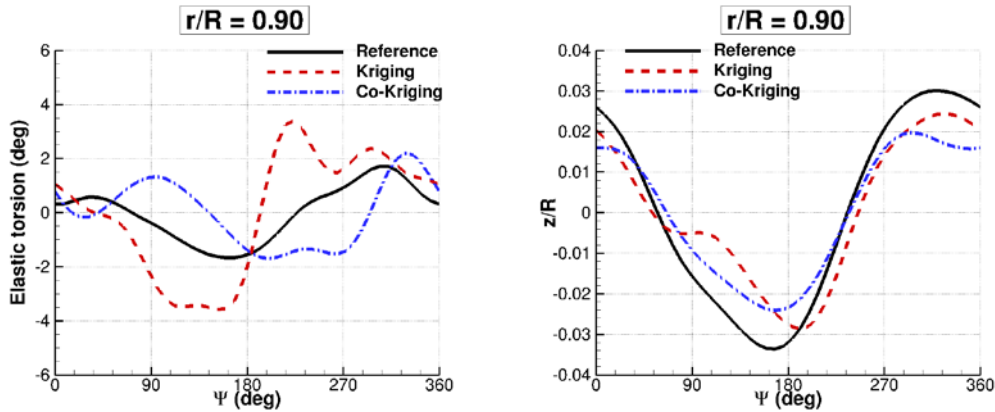 r/R = 0.90
Reference
Kriging
Co-Kriging
Elastic torsion (deg)
6
4
2
0
-2
-4
-6
0
90
180
270
360
Ψ (deg)
r/R = 0.90
Reference
Kriging
Co-Kriging
z/R
0.04
0.03
0.02
0.01
0
-0.01
-0.02
-0.03
-0.04
0
90
180
270
360
Ψ (deg)